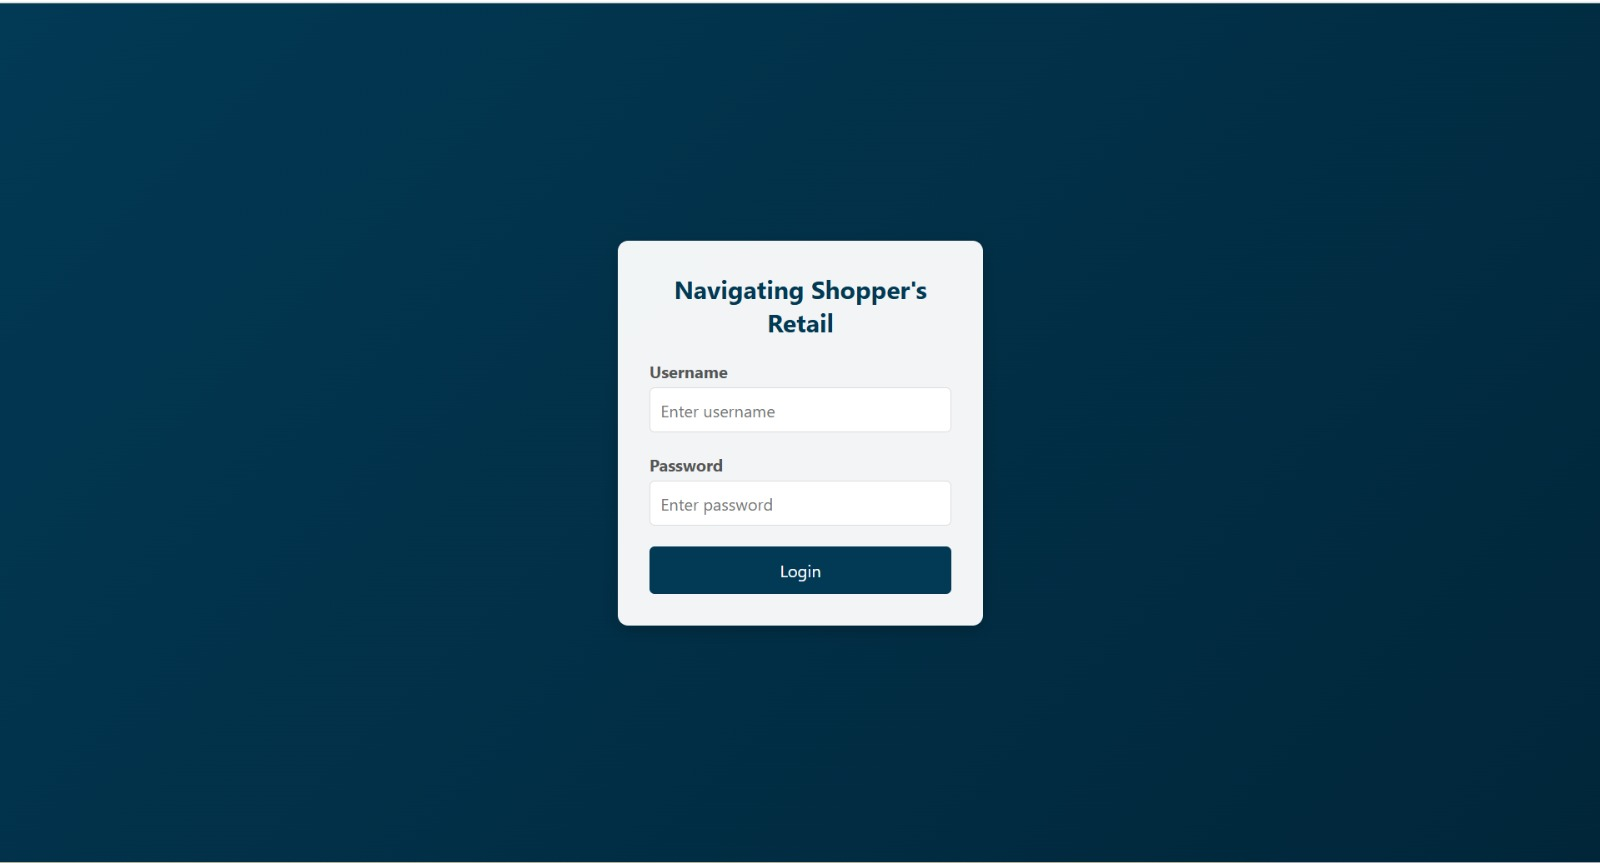 Navigating Shopper's
Retail
Username
Enter username
Password
Enter password
Login